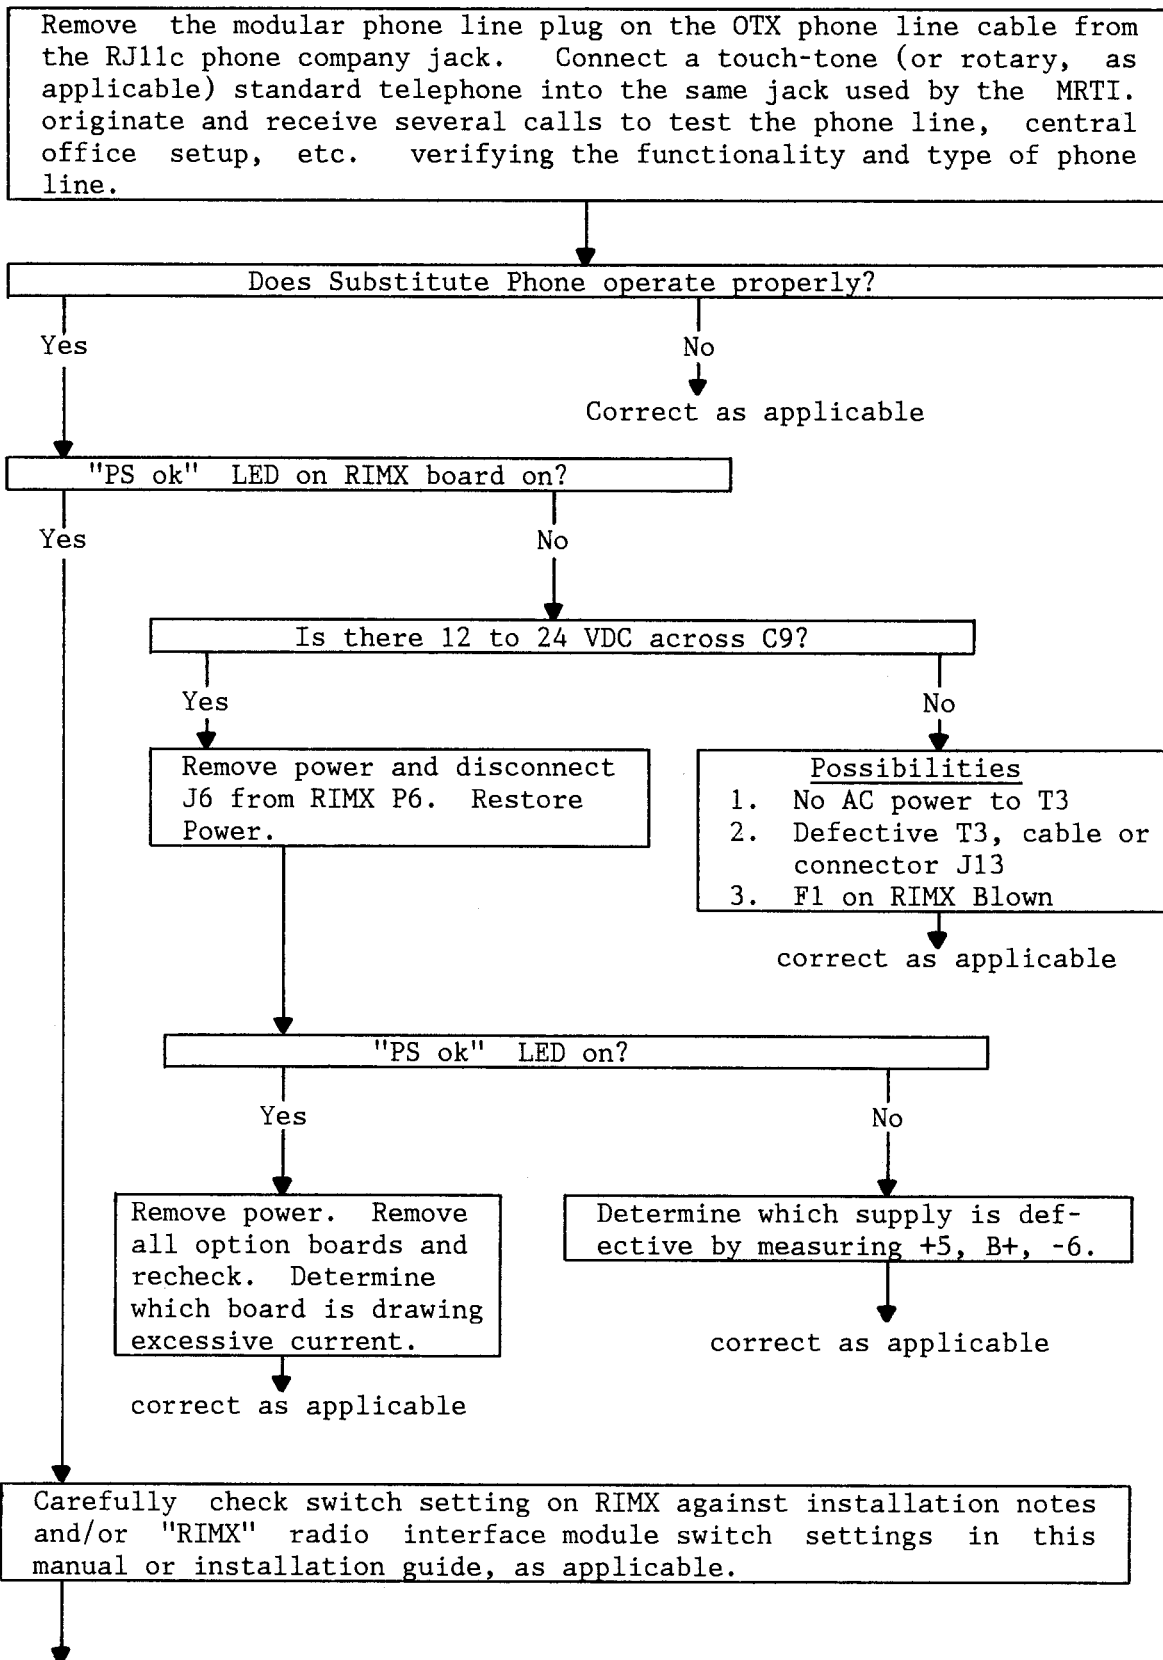 Remove the modular phone line plug on the OTX phone line cable from
the RJ11c phone company jack. Connect a touch-tone (or rotary, as
applicable) standard telephone into the same jack used by the MRTI.
originate and receive several calls to test the phone line, central
office setup, etc. verifying the functionality and type of phone
line.
Does Substitute Phone operate properly?
Yes
No
Correct as applicable
"PS ok" LED on RIMX board on?
Yes
No
Is there 12 to 24 VDC across C9?
Yes
No
Remove power and disconnect
J6 from RIMX P6. Restore
Power.
Possibilities
1. No AC power to T3
2. Defective T3, cable or
connector J13
3. F1 on RIMX Blown
correct as applicable
"PS ok" LED on?
Yes
No
Remove power. Remove
all option boards and
recheck. Determine
which board is drawing
excessive current.
correct as applicable
Determine which supply is def-
ective by measuring +5, B+, -6.
correct as applicable
Carefully check switch setting on RIMX against installation notes
and/or "RIMX" radio interface module switch settings in this
manual or installation guide, as applicable.